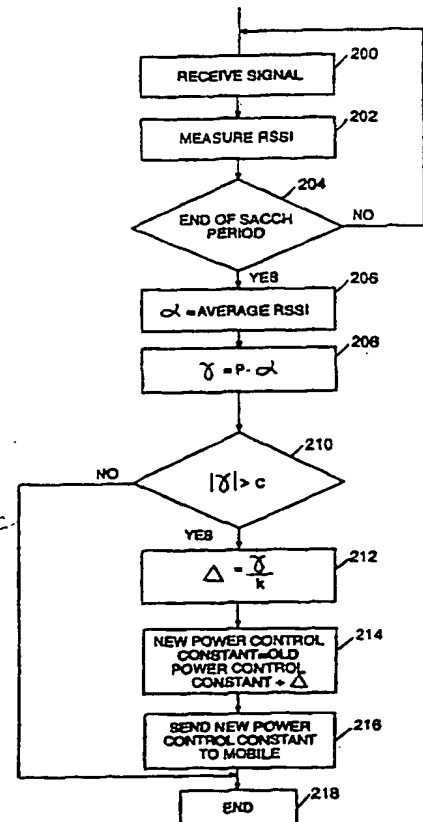 200
RECEIVE SIGNAL
202
MEASURE RSSI
204
END OF SACCH
PERIOD
NO
YES
206
α = AVERAGE RSSI
208
γ = P - α
210
NO
|γ| > C
YES
212
Δ = γ/k
214
NEW POWER CONTROL
CONSTANT=OLD
POWER CONTROL
CONSTANT + Δ
216
SEND NEW POWER
CONTROL CONSTANT
TO MOBILE
218
END